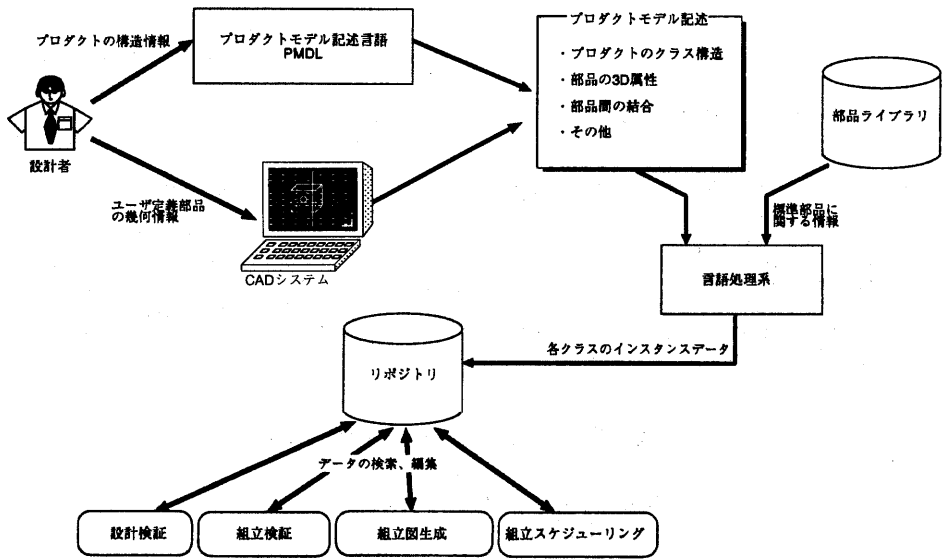 プロダクトの構造情報
プロダクトモデル記述言語
PMDL
プロダクトモデル記述
・プロダクトのクラス構造
・部品の3D属性
・部品間の結合
・その他
部品ライブラリ
設計者
ユーザ定義部品
の幾何情報
CADシステム
標準部品に
関する情報
言語処理系
各クラスのインスタンスデータ
リポジトリ
データの検索、編集
設計検証
組立検証
組立図生成
組立スケジューリング